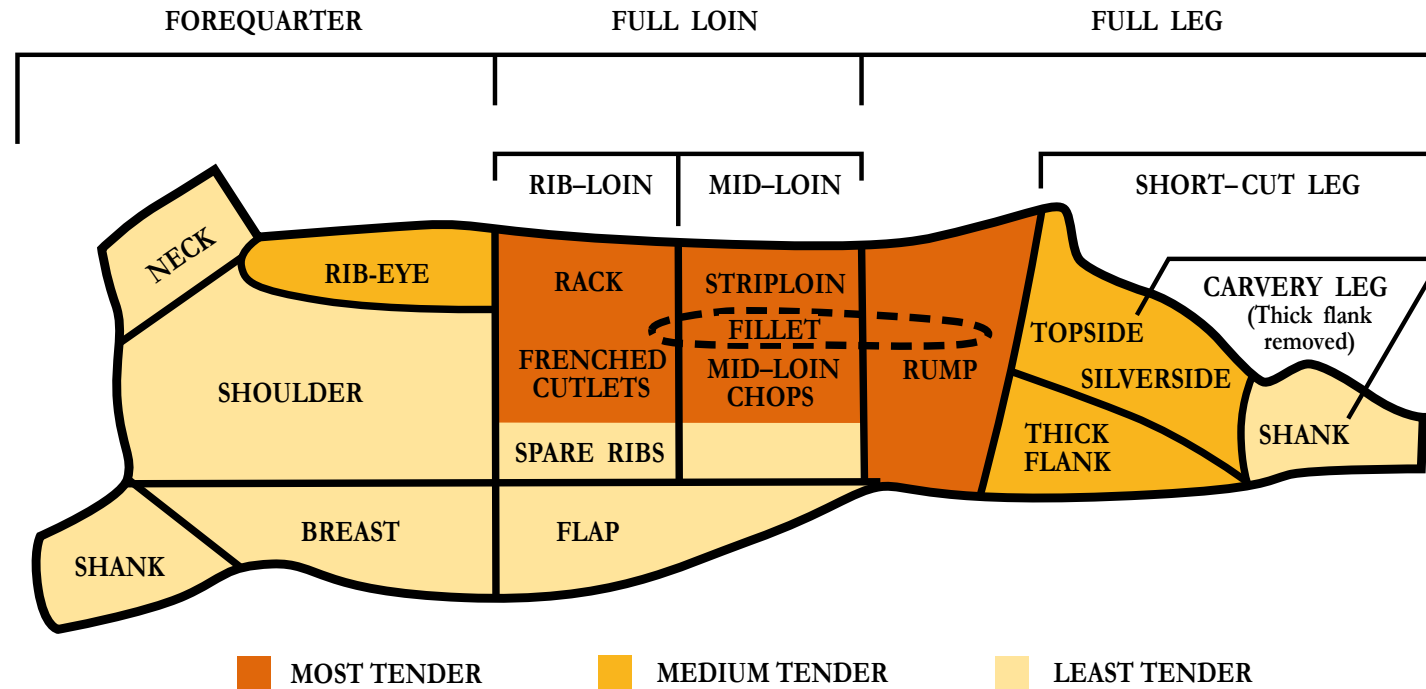 FOREQUARTER
FULL LOIN
FULL LEG
RIB–LOIN
MID–LOIN
SHORT–CUT LEG
NECK
RIB-EYE
RACK
STRIPLOIN
CARVERY LEG
(Thick flank
removed)
FILLET
TOPSIDE
SHOULDER
FRENCHED
CUTLETS
MID–LOIN
CHOPS
RUMP
SILVERSIDE
SPARE RIBS
THICK
FLANK
SHANK
BREAST
FLAP
SHANK
MOST TENDER
MEDIUM TENDER
LEAST TENDER